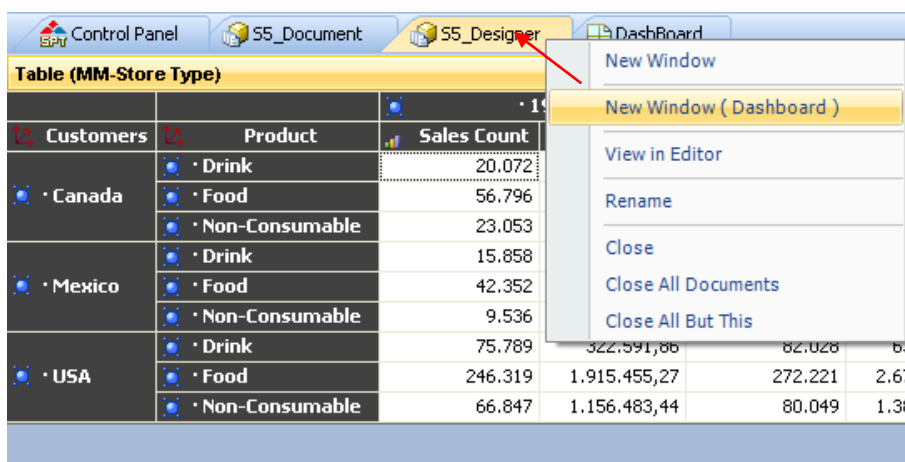 SPT Control Panel S5_Document S5_Designer DashBoard
Table (MM-Store Type)
Customers Product Sales Count
· Canada
· Drink 20.072
· Food 56.796
· Non-Consumable 23.053
· Mexico
· Drink 15.858
· Food 42.352
· Non-Consumable 9.536
· USA
· Drink 75.789 322.591,86 82.028
· Food 246.319 1.915.455,27 272.221
· Non-Consumable 66.847 1.156.483,44 80.049
New Window
New Window ( Dashboard )
View in Editor
Rename
Close
Close All Documents
Close All But This